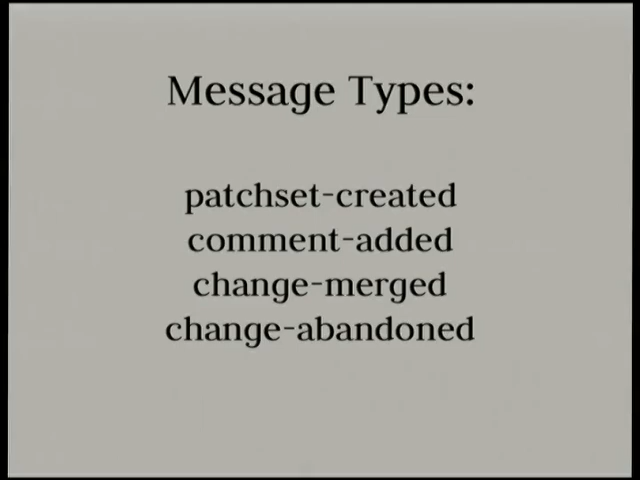 Message Types:
patchset-created
comment-added
change-merged
change-abandoned